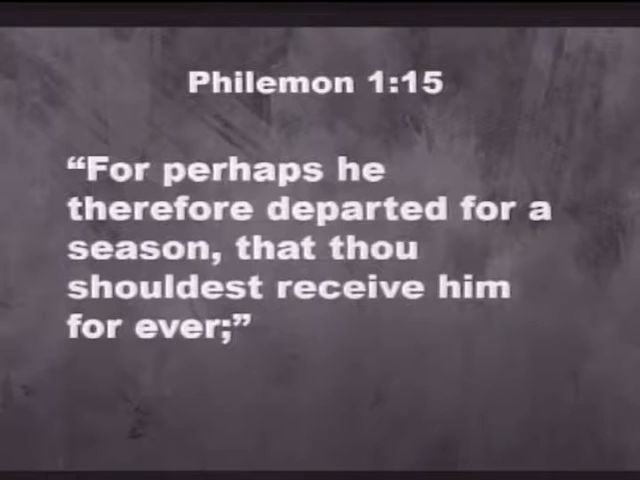 Philemon 1:15
“For perhaps he
therefore departed for a
season, that thou
shouldest receive him
for ever;”